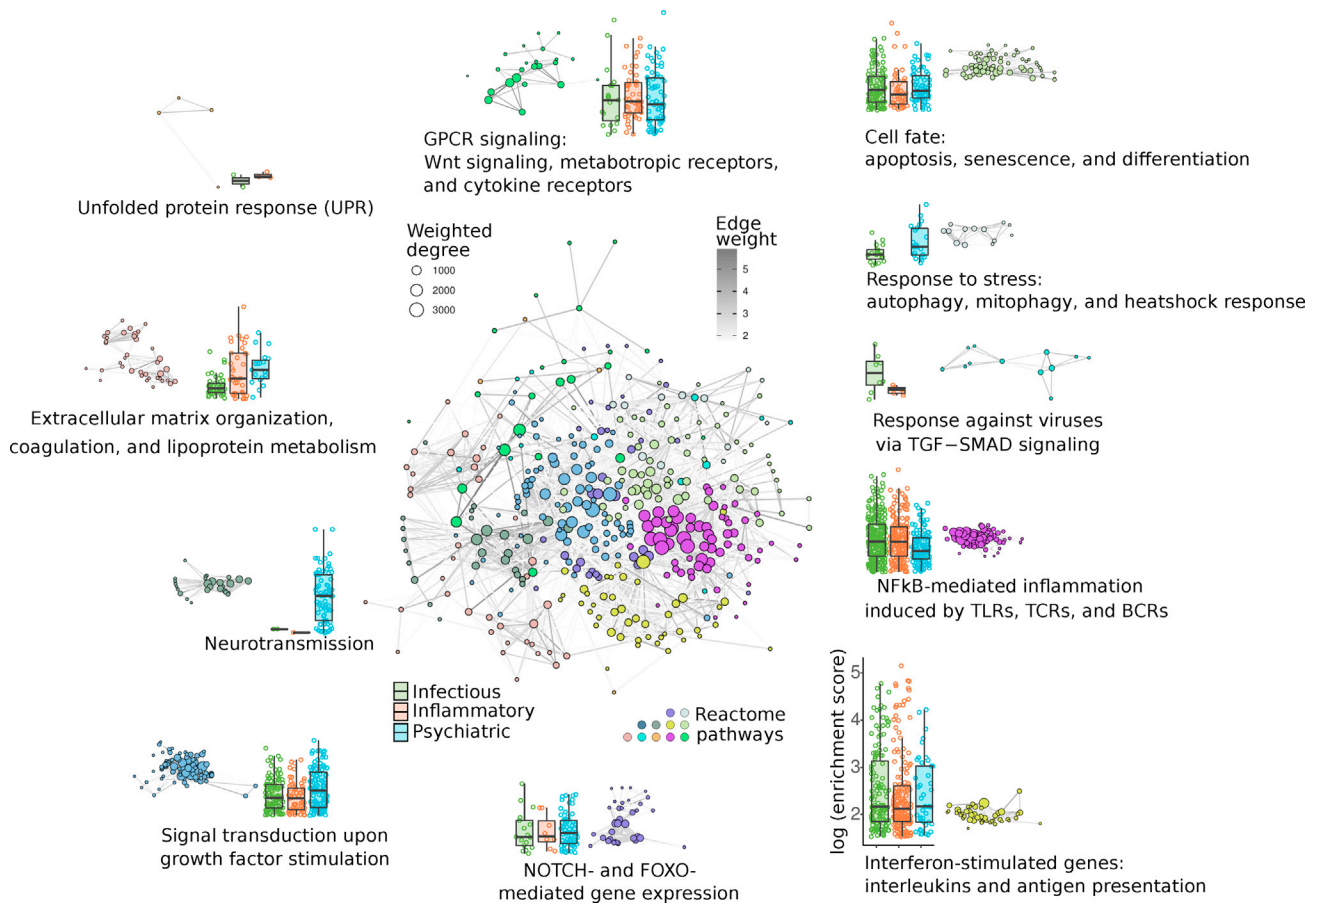 GPCR signaling:
Wnt signaling, metabotropic receptors,
and cytokine receptors
Cell fate:
apoptosis, senescence, and differentiation
Unfolded protein response (UPR)
Weighted
degree
1000
2000
3000
Edge
weight
5
4
3
2
Response to stress:
autophagy, mitophagy, and heatshock response
Extracellular matrix organization,
coagulation, and lipoprotein metabolism
Response against viruses
via TGF−SMAD signaling
Neurotransmission
NFkB-mediated inflammation
induced by TLRs, TCRs, and BCRs
Infectious
Inflammatory
Psychiatric
Reactome
pathways
log (enrichment score)
5
4
3
2
Signal transduction upon
growth factor stimulation
NOTCH- and FOXO-
mediated gene expression
Interferon-stimulated genes:
interleukins and antigen presentation